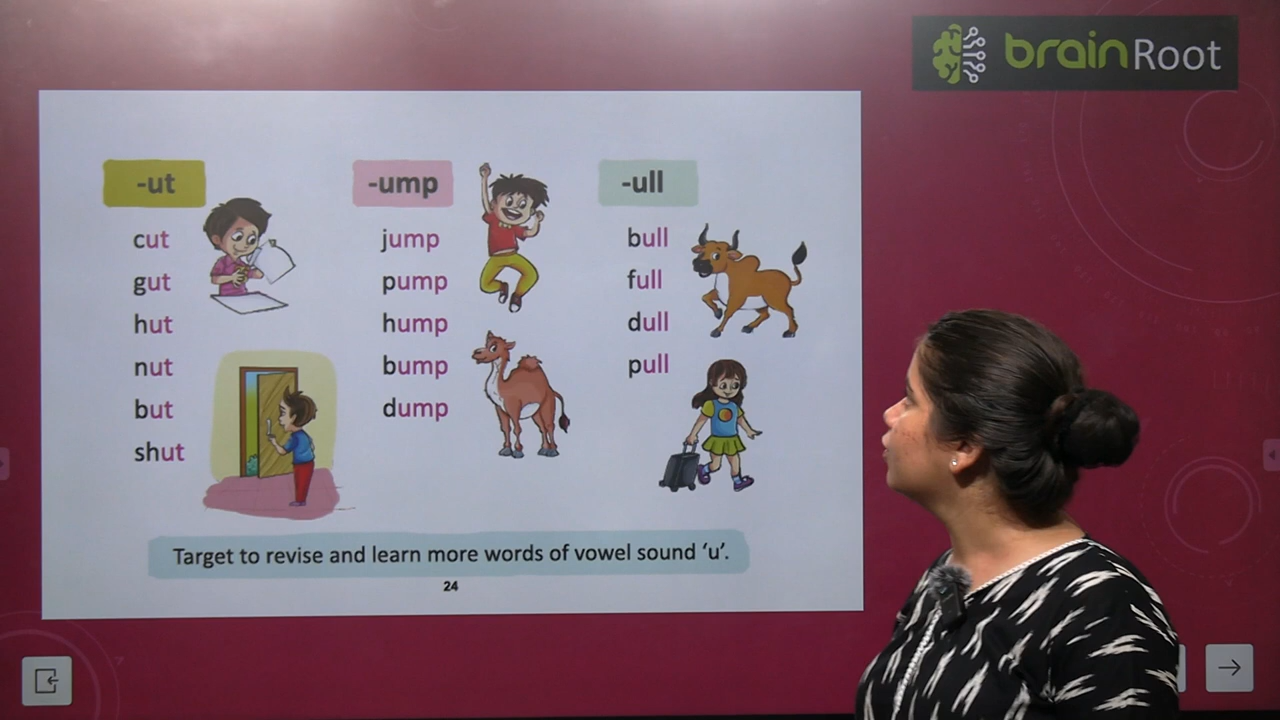 brainRoot
-ut
cut
gut
hut
nut
but
shut
-ump
jump
pump
hump
bump
dump
-ull
bull
full
dull
pull
Target to revise and learn more words of vowel sound ‘u’.
24